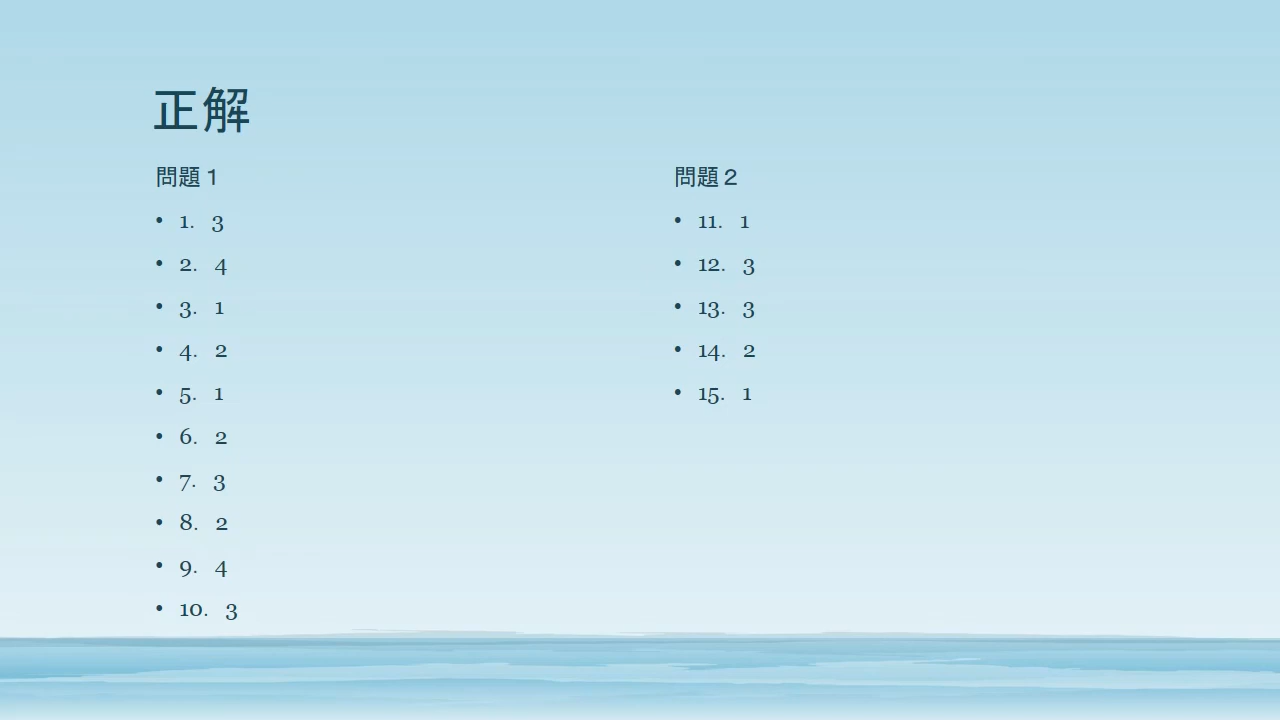 正解
問題 1
• 1. 3
• 2. 4
• 3. 1
• 4. 2
• 5. 1
• 6. 2
• 7. 3
• 8. 2
• 9. 4
• 10. 3
問題 2
• 11. 1
• 12. 3
• 13. 3
• 14. 2
• 15. 1